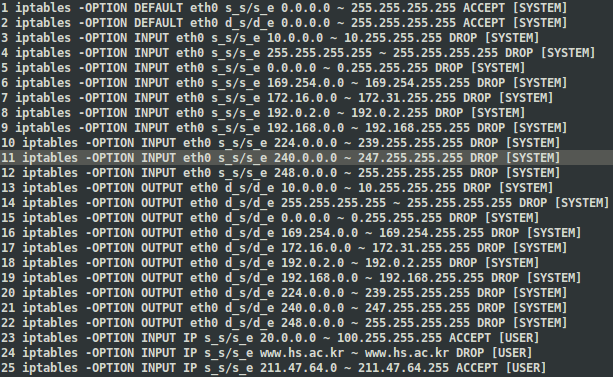 1 iptables -OPTION DEFAULT eth0 s_s/s_e 0.0.0.0 ~ 255.255.255.255 ACCEPT [SYSTEM]
2 iptables -OPTION DEFAULT eth0 d_s/d_e 0.0.0.0 ~ 255.255.255.255 ACCEPT [SYSTEM]
3 iptables -OPTION INPUT eth0 s_s/s_e 10.0.0.0 ~ 10.255.255.255 DROP [SYSTEM]
4 iptables -OPTION INPUT eth0 s_s/s_e 255.255.255.255 ~ 255.255.255.255 DROP [SYSTEM]
5 iptables -OPTION INPUT eth0 s_s/s_e 0.0.0.0 ~ 0.255.255.255 DROP [SYSTEM]
6 iptables -OPTION INPUT eth0 s_s/s_e 169.254.0.0 ~ 169.254.255.255 DROP [SYSTEM]
7 iptables -OPTION INPUT eth0 s_s/s_e 172.16.0.0 ~ 172.31.255.255 DROP [SYSTEM]
8 iptables -OPTION INPUT eth0 s_s/s_e 192.0.2.0 ~ 192.0.2.255 DROP [SYSTEM]
9 iptables -OPTION INPUT eth0 s_s/s_e 192.168.0.0 ~ 192.168.255.255 DROP [SYSTEM]
10 iptables -OPTION INPUT eth0 s_s/s_e 224.0.0.0 ~ 239.255.255.255 DROP [SYSTEM]
11 iptables -OPTION INPUT eth0 s_s/s_e 240.0.0.0 ~ 247.255.255.255 DROP [SYSTEM]
12 iptables -OPTION INPUT eth0 s_s/s_e 248.0.0.0 ~ 255.255.255.255 DROP [SYSTEM]
13 iptables -OPTION OUTPUT eth0 d_s/d_e 10.0.0.0 ~ 10.255.255.255 DROP [SYSTEM]
14 iptables -OPTION OUTPUT eth0 d_s/d_e 255.255.255.255 ~ 255.255.255.255 DROP [SYSTEM]
15 iptables -OPTION OUTPUT eth0 d_s/d_e 0.0.0.0 ~ 0.255.255.255 DROP [SYSTEM]
16 iptables -OPTION OUTPUT eth0 d_s/d_e 169.254.0.0 ~ 169.254.255.255 DROP [SYSTEM]
17 iptables -OPTION OUTPUT eth0 d_s/d_e 172.16.0.0 ~ 172.31.255.255 DROP [SYSTEM]
18 iptables -OPTION OUTPUT eth0 d_s/d_e 192.0.2.0 ~ 192.0.2.255 DROP [SYSTEM]
19 iptables -OPTION OUTPUT eth0 d_s/d_e 192.168.0.0 ~ 192.168.255.255 DROP [SYSTEM]
20 iptables -OPTION OUTPUT eth0 d_s/d_e 224.0.0.0 ~ 239.255.255.255 DROP [SYSTEM]
21 iptables -OPTION OUTPUT eth0 d_s/d_e 240.0.0.0 ~ 247.255.255.255 DROP [SYSTEM]
22 iptables -OPTION OUTPUT eth0 d_s/d_e 248.0.0.0 ~ 255.255.255.255 DROP [SYSTEM]
23 iptables -OPTION INPUT IP s_s/s_e 20.0.0.0 ~ 100.255.255.255 ACCEPT [USER]
24 iptables -OPTION INPUT IP s_s/s_e www.hs.ac.kr ~ www.hs.ac.kr DROP [USER]
25 iptables -OPTION INPUT IP s_s/s_e 211.47.64.0 ~ 211.47.64.255 ACCEPT [USER]